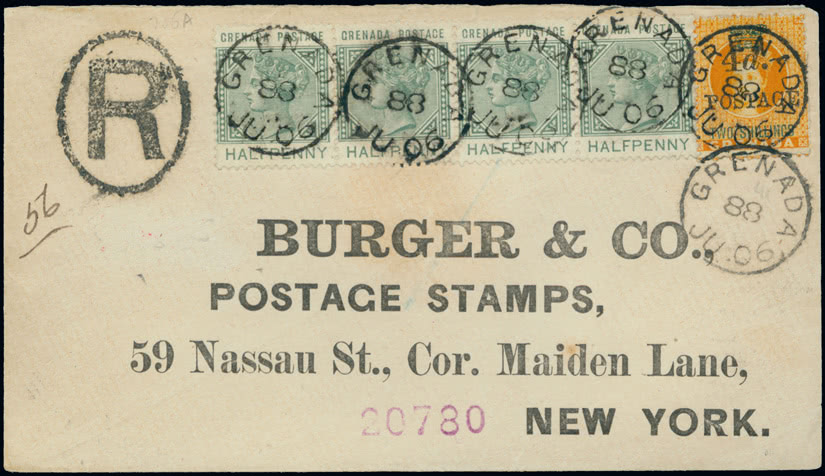 R
GRENADA POSTAGE
HALFPENNY
GRENADA POSTAGE
HALFPENNY
GRENADA POSTAGE
HALFPENNY
GRENADA POSTAGE
HALFPENNY
4d.
POSTAGE
TWO SHILLINGS
GRENADA
88
JU 06
GRENADA
88
JU 06
GRENADA
88
JU 06
GRENADA
88
JU 06
GRENADA
88
JU 06
GRENADA
88
JU 06
56
BURGER & CO.,
POSTAGE STAMPS,
59 Nassau St., Cor. Maiden Lane,
20780 NEW YORK.